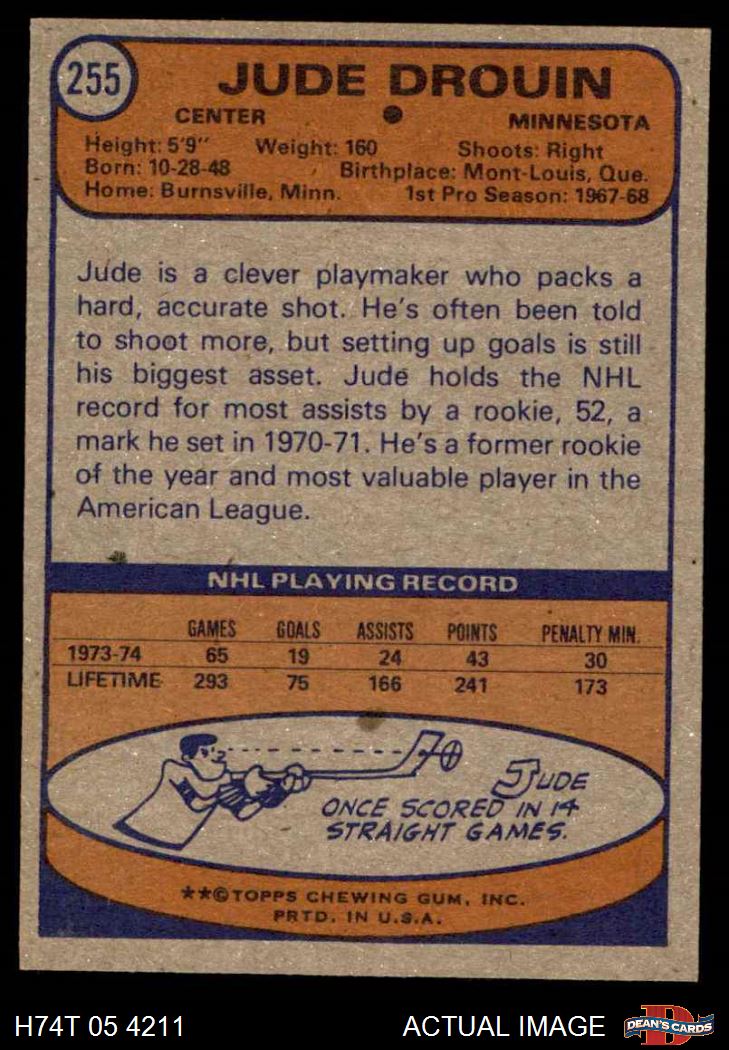 255
JUDE DROUIN
CENTER MINNESOTA
Height: 5'9" Weight: 160 Shoots: Right
Born: 10-28-48 Birthplace: Mont-Louis, Que.
Home: Burnsville, Minn. 1st Pro Season: 1967-68
Jude is a clever playmaker who packs a
hard, accurate shot. He's often been told
to shoot more, but setting up goals is still
his biggest asset. Jude holds the NHL
record for most assists by a rookie, 52, a
mark he set in 1970-71. He's a former rookie
of the year and most valuable player in the
American League.
NHL PLAYING RECORD
GAMES GOALS ASSISTS POINTS PENALTY MIN.
1973-74 65 19 24 43 30
LIFETIME 293 75 166 241 173
JUDE
ONCE SCORED IN 14
STRAIGHT GAMES.
**©TOPPS CHEWING GUM, INC.
PRTD. IN U.S.A.
H74T 05 4211 ACTUAL IMAGE D DEAN'S CARDS